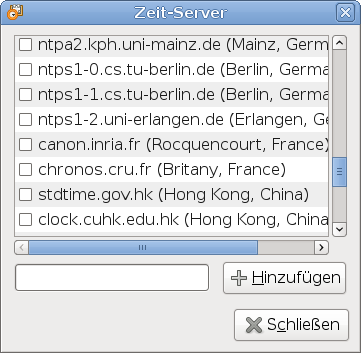 Zeit-Server
ntpa2.kph.uni-mainz.de (Mainz, Germ
ntps1-0.cs.tu-berlin.de (Berlin, Germa
ntps1-1.cs.tu-berlin.de (Berlin, Germa
ntps1-2.uni-erlangen.de (Erlangen, Ge
canon.inria.fr (Rocquencourt, France)
chronos.cru.fr (Britany, France)
stdtime.gov.hk (Hong Kong, China)
clock.cuhk.edu.hk (Hong Kong, China
Hinzufügen
Schließen